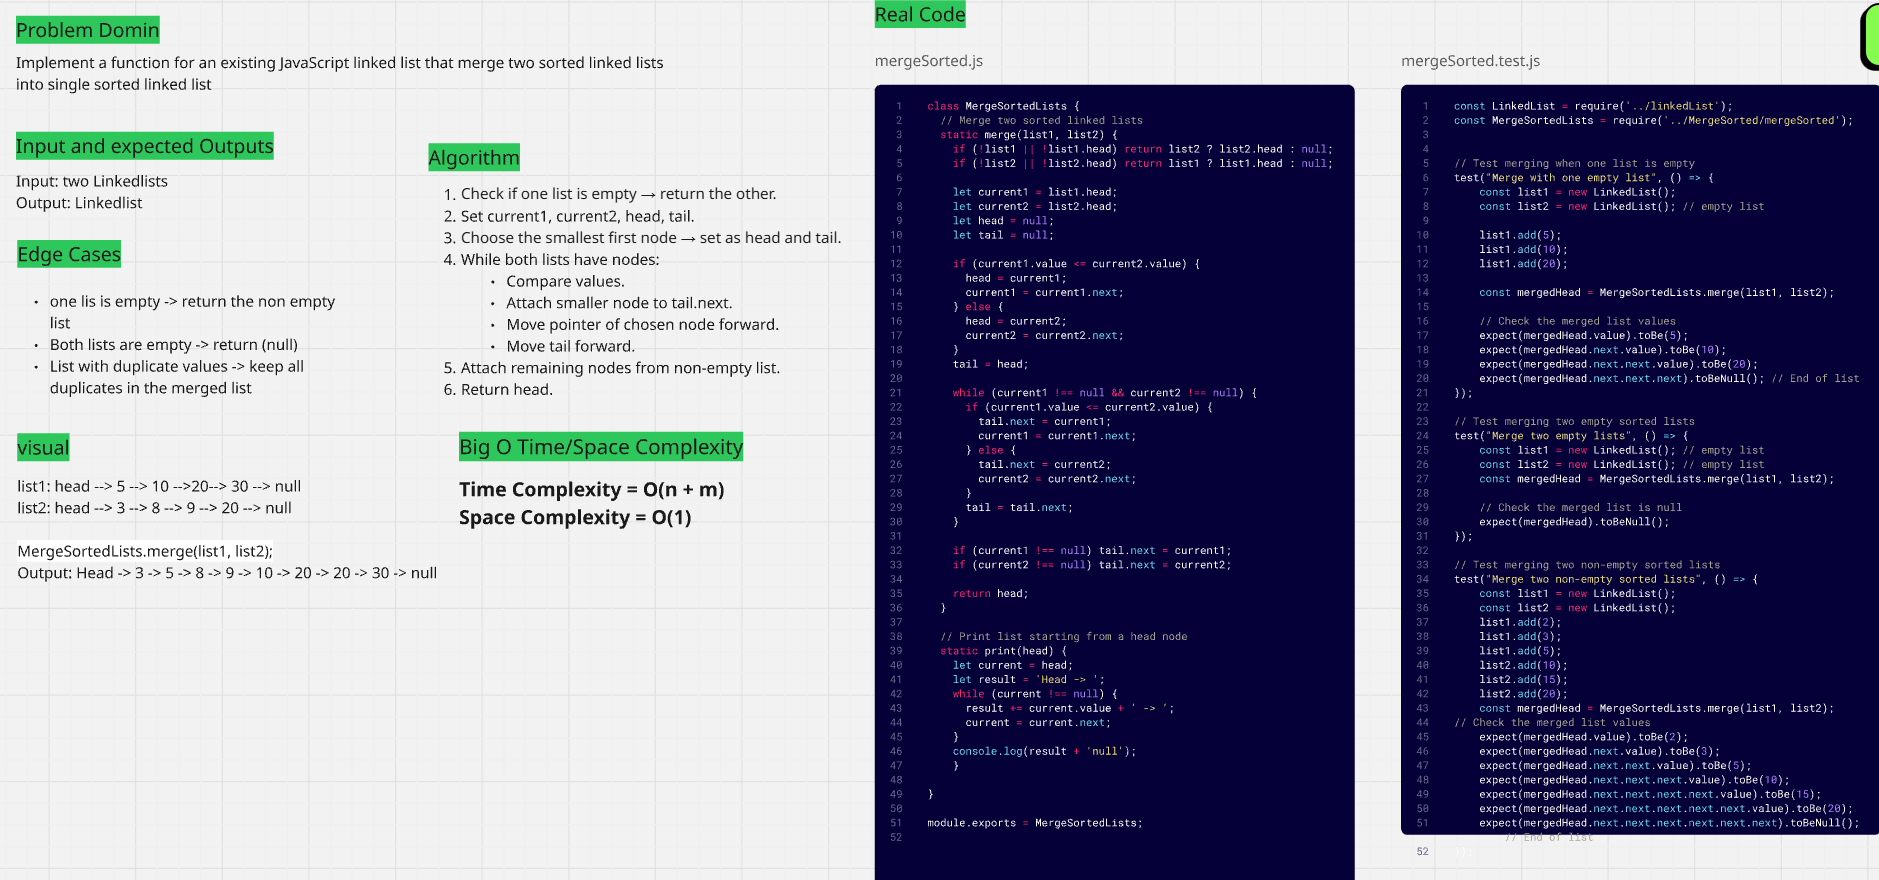 Problem Domin
Implement a function for an existing JavaScript linked list that merge two sorted linked lists
into single sorted linked list
Input and expected Outputs
Input: two Linkedlists
Output: Linkedlist
Edge Cases
• one lis is empty -> return the non empty
list
• Both lists are empty -> return (null)
• List with duplicate values -> keep all
duplicates in the merged list
visual
list1: head --> 5 --> 10 -->20--> 30 --> null
list2: head --> 3 --> 8 --> 9 --> 20 --> null
MergeSortedLists.merge(list1, list2);
Output: Head -> 3 -> 5 -> 8 -> 9 -> 10 -> 20 -> 20 -> 30 -> null
Algorithm
1. Check if one list is empty → return the other.
2. Set current1, current2, head, tail.
3. Choose the smallest first node → set as head and tail.
4. While both lists have nodes:
• Compare values.
• Attach smaller node to tail.next.
• Move pointer of chosen node forward.
• Move tail forward.
5. Attach remaining nodes from non-empty list.
6. Return head.
Big O Time/Space Complexity
Time Complexity = O(n + m)
Space Complexity = O(1)
Real Code
mergeSorted.js
1 class MergeSortedLists {
2 // Merge two sorted linked lists
3 static merge(list1, list2) {
4 if (!list1 || !list1.head) return list2 ? list2.head : null;
5 if (!list2 || !list2.head) return list1 ? list1.head : null;
6
7 let current1 = list1.head;
8 let current2 = list2.head;
9 let head = null;
10 let tail = null;
11
12 if (current1.value <= current2.value) {
13 head = current1;
14 current1 = current1.next;
15 } else {
16 head = current2;
17 current2 = current2.next;
18 }
19 tail = head;
20
21 while (current1 !== null && current2 !== null) {
22 if (current1.value <= current2.value) {
23 tail.next = current1;
24 current1 = current1.next;
25 } else {
26 tail.next = current2;
27 current2 = current2.next;
28 }
29 tail = tail.next;
30 }
31
32 if (current1 !== null) tail.next = current1;
33 if (current2 !== null) tail.next = current2;
34
35 return head;
36 }
37
38 // Print list starting from a head node
39 static print(head) {
40 let current = head;
41 let result = 'Head -> ';
42 while (current !== null) {
43 result += current.value + ' -> ';
44 current = current.next;
45 }
46 console.log(result + 'null');
47 }
48
49 }
50
51 module.exports = MergeSortedLists;
52
mergeSorted.test.js
1 const LinkedList = require('../linkedList');
2 const MergeSortedLists = require('../MergeSorted/mergeSorted');
3
4
5 // Test merging when one list is empty
6 test("Merge with one empty list", () => {
7 const list1 = new LinkedList();
8 const list2 = new LinkedList(); // empty list
9
10 list1.add(5);
11 list1.add(10);
12 list1.add(20);
13
14 const mergedHead = MergeSortedLists.merge(list1, list2);
15
16 // Check the merged list values
17 expect(mergedHead.value).toBe(5);
18 expect(mergedHead.next.value).toBe(10);
19 expect(mergedHead.next.next.value).toBe(20);
20 expect(mergedHead.next.next.next).toBeNull(); // End of list
21 });
22
23 // Test merging two empty sorted lists
24 test("Merge two empty lists", () => {
25 const list1 = new LinkedList(); // empty list
26 const list2 = new LinkedList(); // empty list
27 const mergedHead = MergeSortedLists.merge(list1, list2);
28
29 // Check the merged list is null
30 expect(mergedHead).toBeNull();
31 });
32
33 // Test merging two non-empty sorted lists
34 test("Merge two non-empty sorted lists", () => {
35 const list1 = new LinkedList();
36 const list2 = new LinkedList();
37 list1.add(2);
38 list1.add(3);
39 list1.add(5);
40 list2.add(10);
41 list2.add(15);
42 list2.add(20);
43 const mergedHead = MergeSortedLists.merge(list1, list2);
44 // Check the merged list values
45 expect(mergedHead.value).toBe(2);
46 expect(mergedHead.next.value).toBe(3);
47 expect(mergedHead.next.next.value).toBe(5);
48 expect(mergedHead.next.next.next.value).toBe(10);
49 expect(mergedHead.next.next.next.next.value).toBe(15);
50 expect(mergedHead.next.next.next.next.next.value).toBe(20);
51 expect(mergedHead.next.next.next.next.next.next).toBeNull();
// End of list
52 });